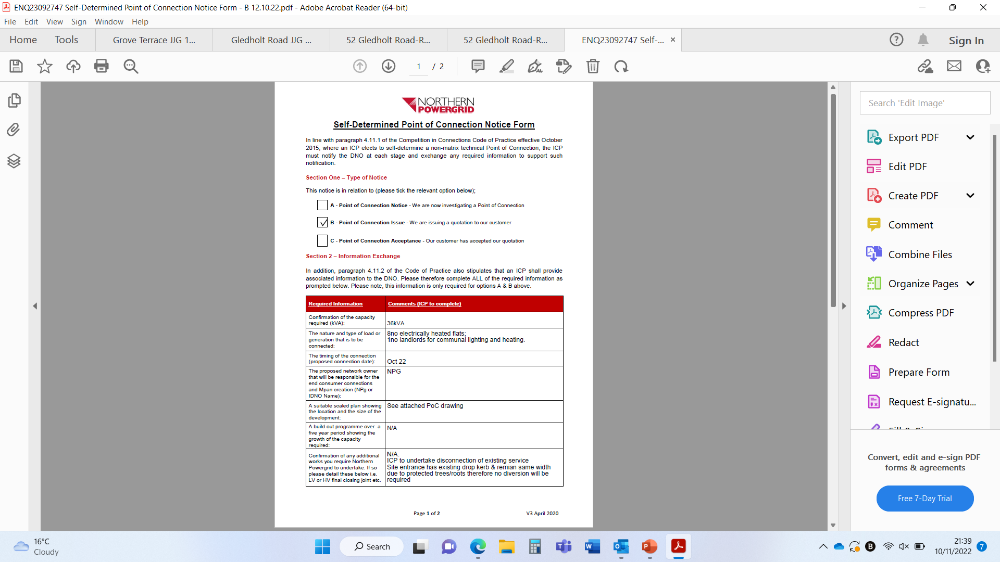 ENQ23092747 Self-Determined Point of Connection Notice Form - B 12.10.22.pdf - Adobe Acrobat Reader (64-bit)
File Edit View Sign Window Help
Home Tools Grove Terrace JJG 1... Gledholt Road JJG ... 52 Gledholt Road-R... 52 Gledholt Road-R... ENQ23092747 Self-... Sign In
1 / 2
NORTHERN
POWERGRID
Self-Determined Point of Connection Notice Form
In line with paragraph 4.11.1 of the Competition in Connections Code of Practice effective October
2015, where an ICP elects to self-determine a non-matrix technical Point of Connection, the ICP
must notify the DNO at each stage and exchange any required information to support such
notification.
Section One – Type of Notice
This notice is in relation to (please tick the relevant option below);
A - Point of Connection Notice - We are now investigating a Point of Connection
B - Point of Connection Issue - We are issuing a quotation to our customer
C - Point of Connection Acceptance - Our customer has accepted our quotation
Section 2 – Information Exchange
In addition, paragraph 4.11.2 of the Code of Practice also stipulates that an ICP shall provide
associated information to the DNO. Please therefore complete ALL of the required information as
prompted below. Please note, this information is only required for options A & B above.
Required Information
Comments (ICP to complete)
Confirmation of the capacity
required (kVA):
36kVA
The nature and type of load or
generation that is to be
connected:
8no electrically heated flats;
1no landlords for communal lighting and heating.
The timing of the connection
(proposed connection date):
Oct 22
The proposed network owner
that will be responsible for the
end consumer connections
and Mpan creation (NPg or
IDNO Name):
NPG
A suitable scaled plan showing
the location and the size of the
development:
See attached PoC drawing
A build out programme over a
five year period showing the
growth of the capacity
required:
N/A
Confirmation of any additional
works you require Northern
Powergrid to undertake. If so
please detail these below i.e.
LV or HV final closing joint etc.
N/A.
ICP to undertake disconnection of existing service
Site entrance has existing drop kerb & remian same width
due to protected trees/roots therefore no diversion will be
required
Page 1 of 2
V3 April 2020
Search 'Edit Image'
Export PDF
Edit PDF
Create PDF
Comment
Combine Files
Organize Pages
Compress PDF
Redact
Prepare Form
Request E-signatu...
Convert, edit and e-sign PDF
forms & agreements
Free 7-Day Trial
16°C
Cloudy
Search
21:39
10/11/2022
7